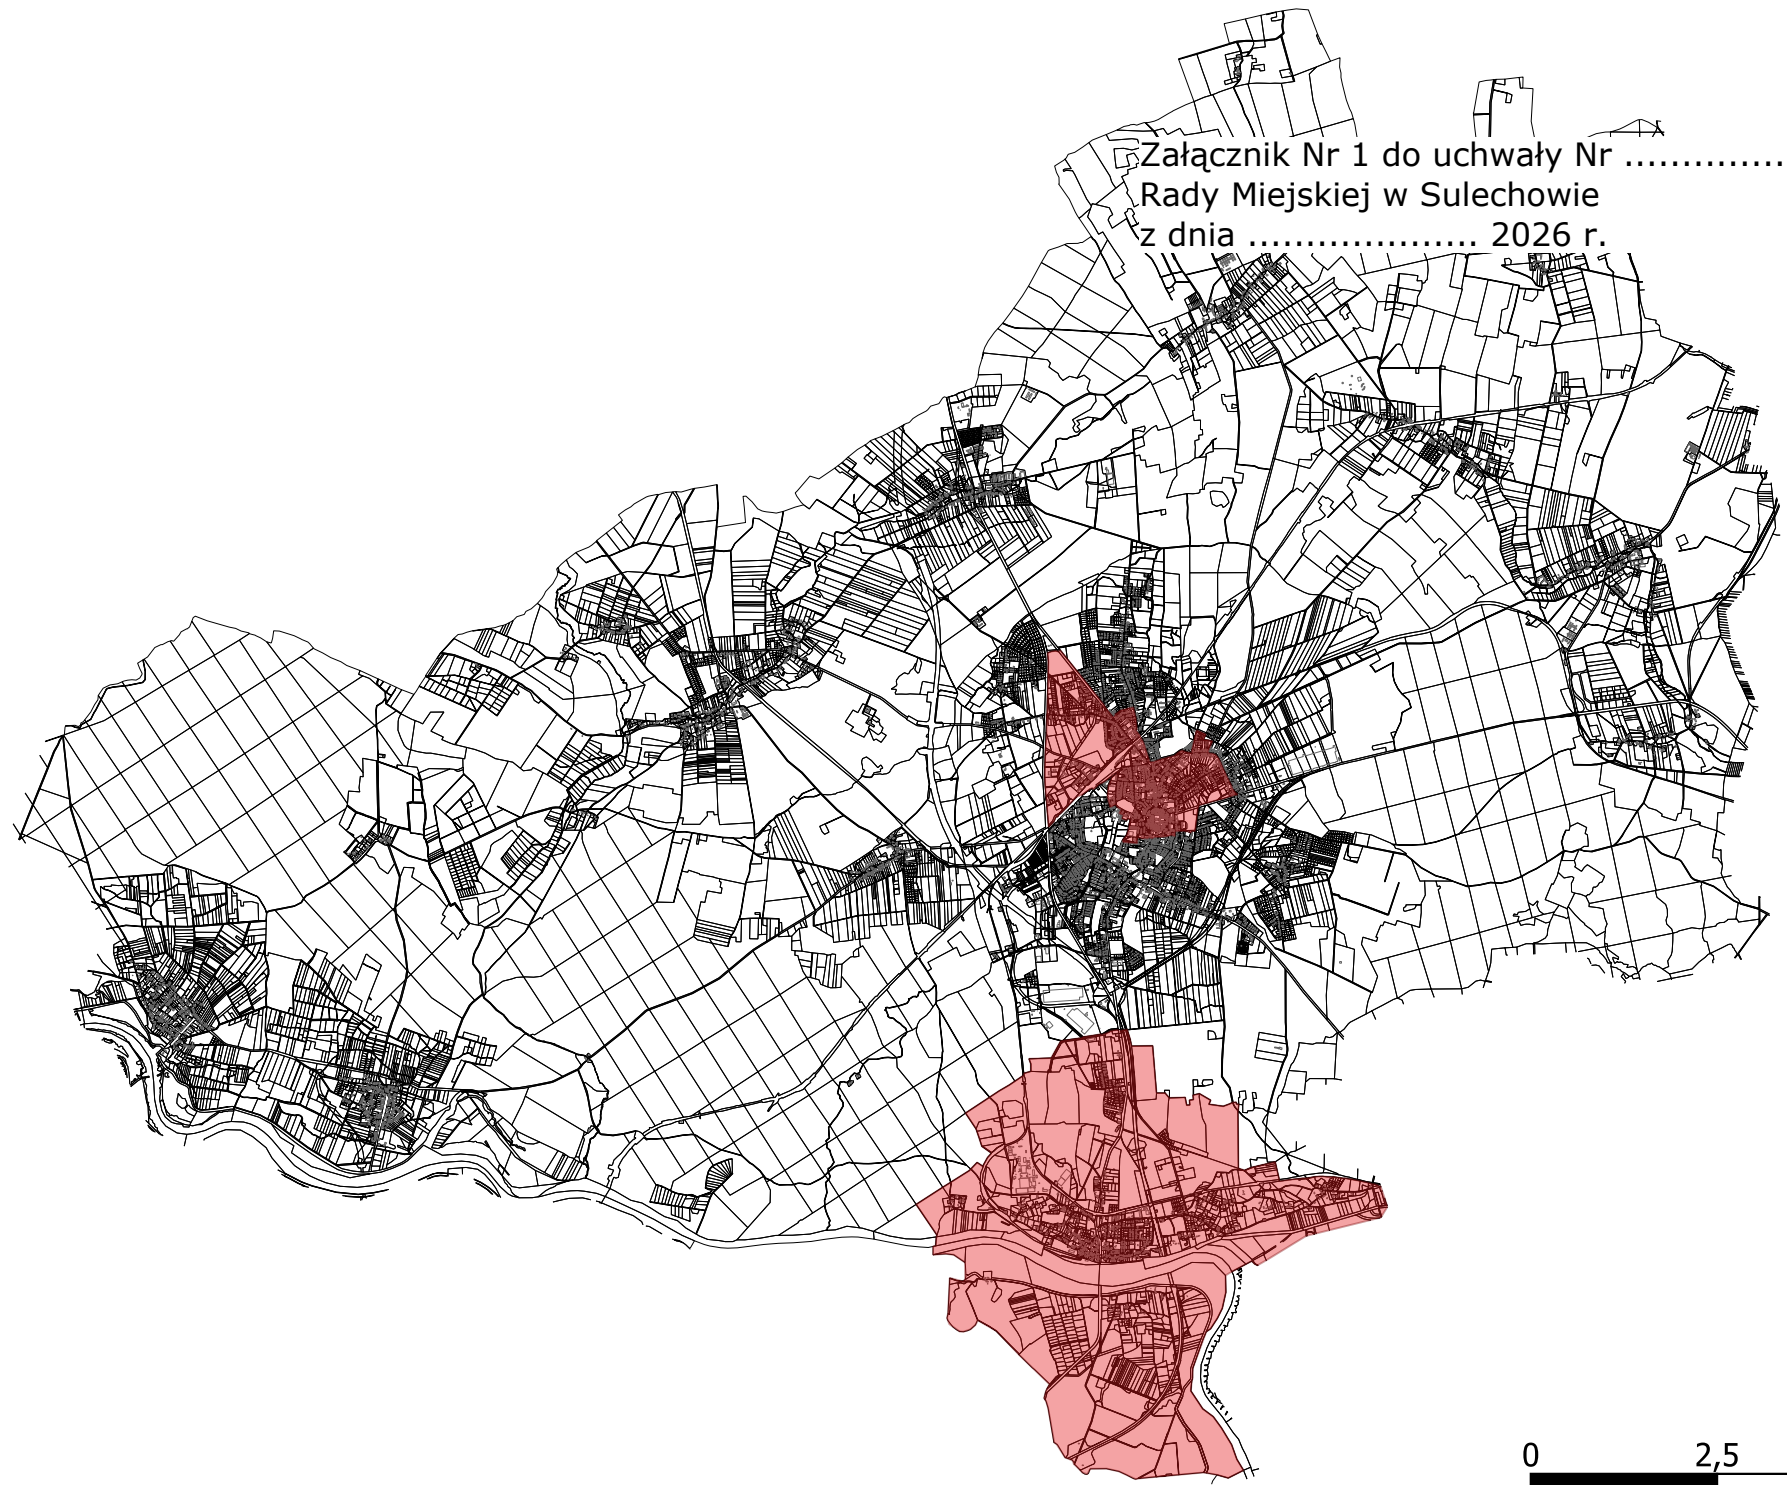 Załącznik Nr 1 do uchwały Nr ..............
Rady Miejskiej w Sulechowie
z dnia .................... 2026 r.
0 2,5